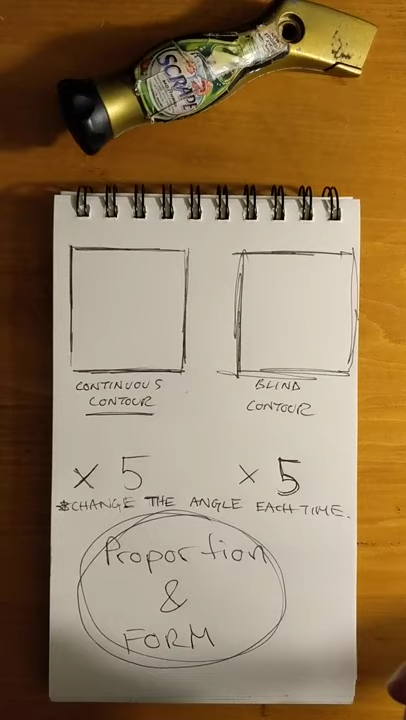 SCRAPE
CONTINUOUS
CONTOUR
BLIND
CONTOUR
x 5
x 5
*CHANGE THE ANGLE EACH TIME.
Proportion
&
FORM